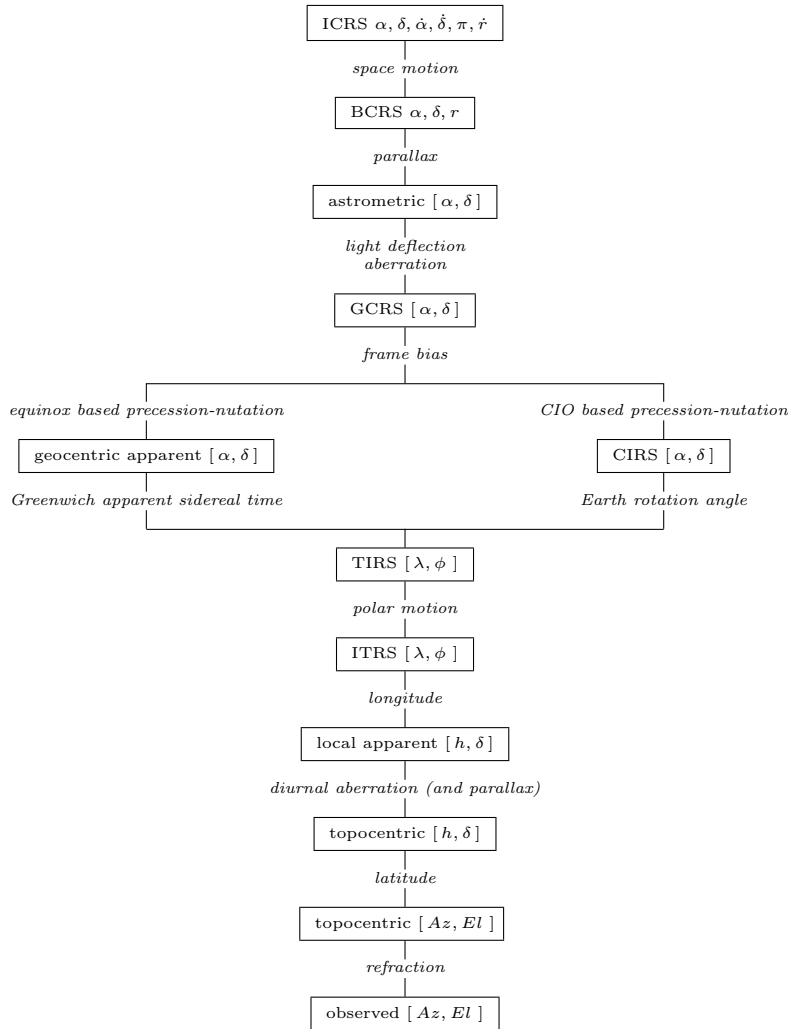 ICRS α, δ, α̇, δ̇, π, ṙ
space motion
BCRS α, δ, r
parallax
astrometric [ α, δ ]
light deflection
aberration
GCRS [ α, δ ]
frame bias
equinox based precession-nutation
CIO based precession-nutation
geocentric apparent [ α, δ ]
CIRS [ α, δ ]
Greenwich apparent sidereal time
Earth rotation angle
TIRS [ λ, ϕ ]
polar motion
ITRS [ λ, ϕ ]
longitude
local apparent [ h, δ ]
diurnal aberration (and parallax)
topocentric [ h, δ ]
latitude
topocentric [ Az, El ]
refraction
observed [ Az, El ]